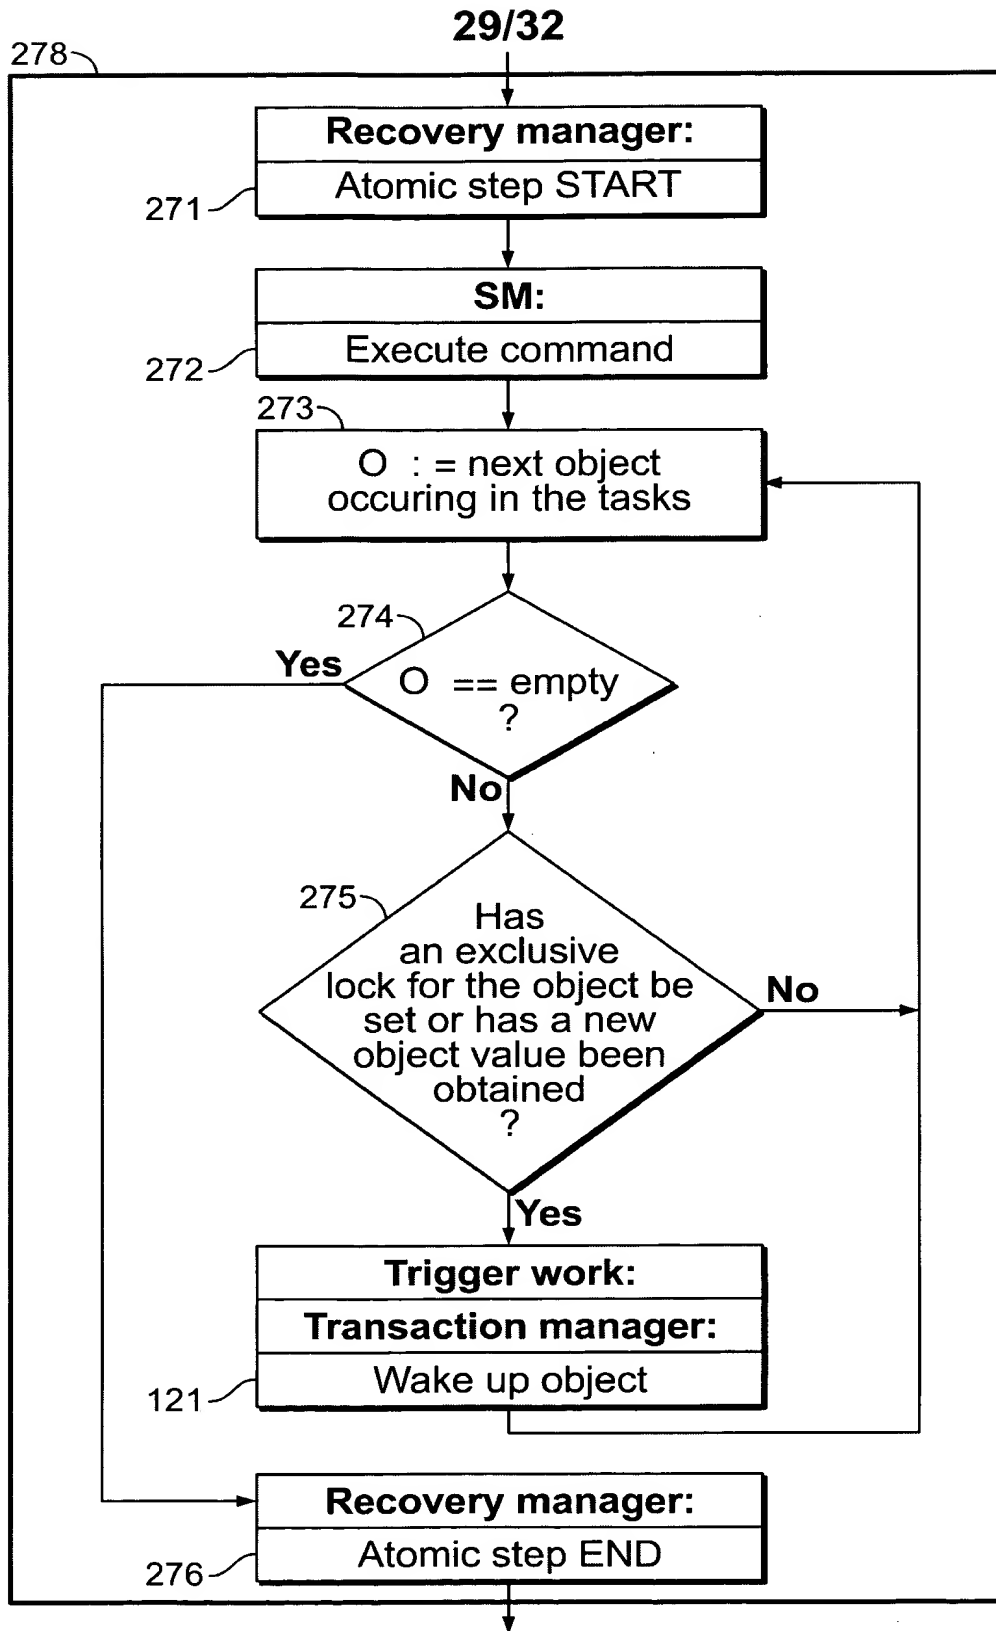 29/32
278
Recovery manager:
Atomic step START
271
SM:
Execute command
272
273
O : = next object
occuring in the tasks
274
Yes
O == empty
?
No
275
Has
an exclusive
lock for the object be
set or has a new
object value been
obtained
?
No
Yes
Trigger work:
Transaction manager:
Wake up object
121
Recovery manager:
Atomic step END
276